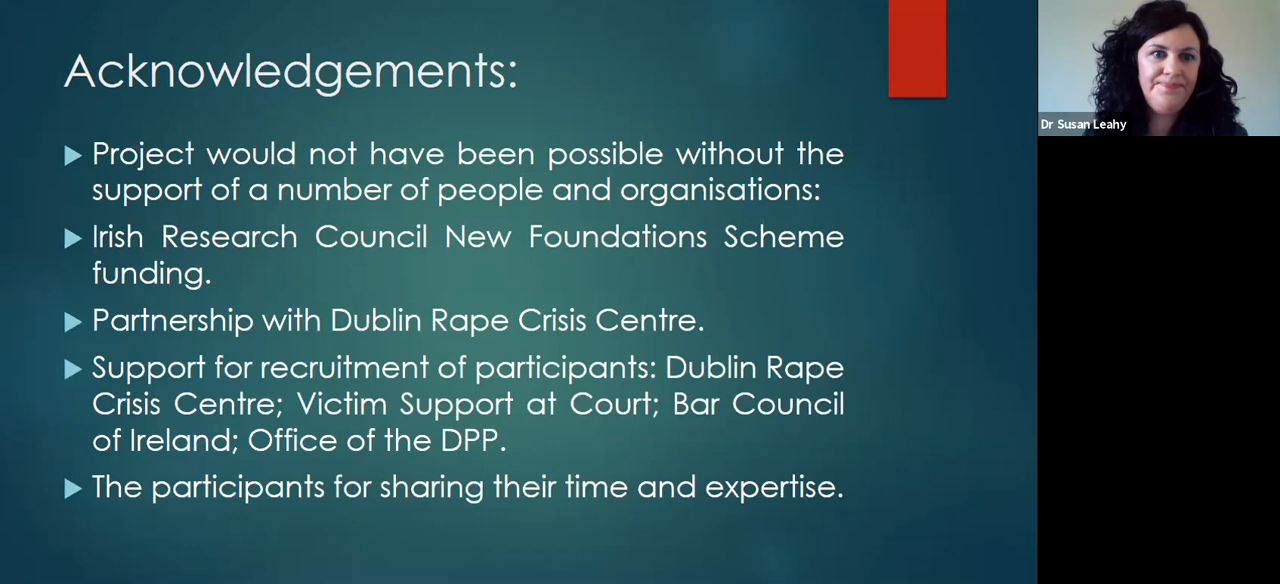 Acknowledgements:
Project would not have been possible without the
support of a number of people and organisations:
Irish Research Council New Foundations Scheme
funding.
Partnership with Dublin Rape Crisis Centre.
Support for recruitment of participants: Dublin Rape
Crisis Centre; Victim Support at Court; Bar Council
of Ireland; Office of the DPP.
The participants for sharing their time and expertise.
Dr Susan Leahy